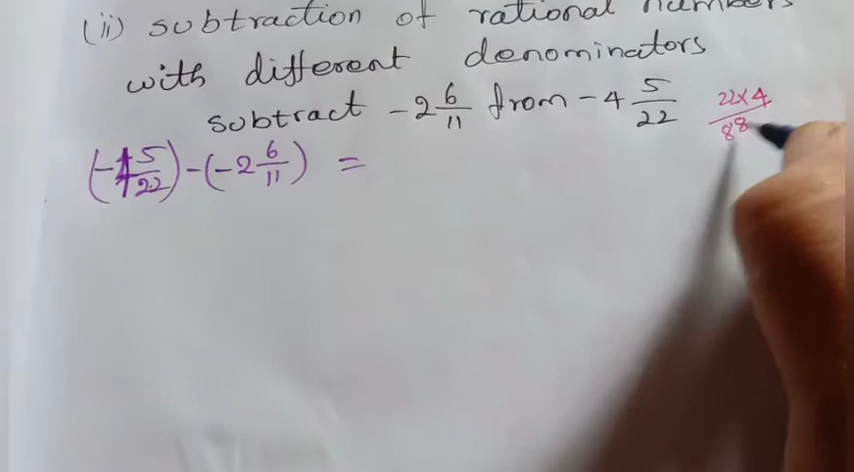 (ii) subtraction of rational numbers
with different denominators
subtract -2 6/11 from -4 5/22
22×4
88
(-4 5/22) - (-2 6/11) =